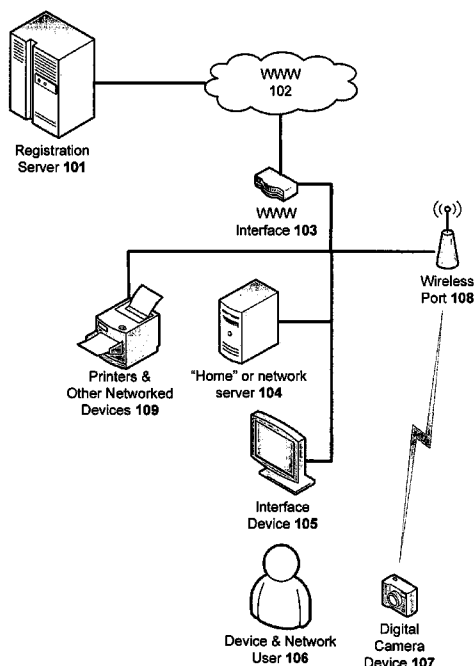 WWW
102
Registration
Server 101
WWW
Interface 103
Wireless
Port 108
Printers &
Other Networked
Devices 109
"Home" or network
server 104
Interface
Device 105
Device & Network
User 106
Digital
Camera
Device 107